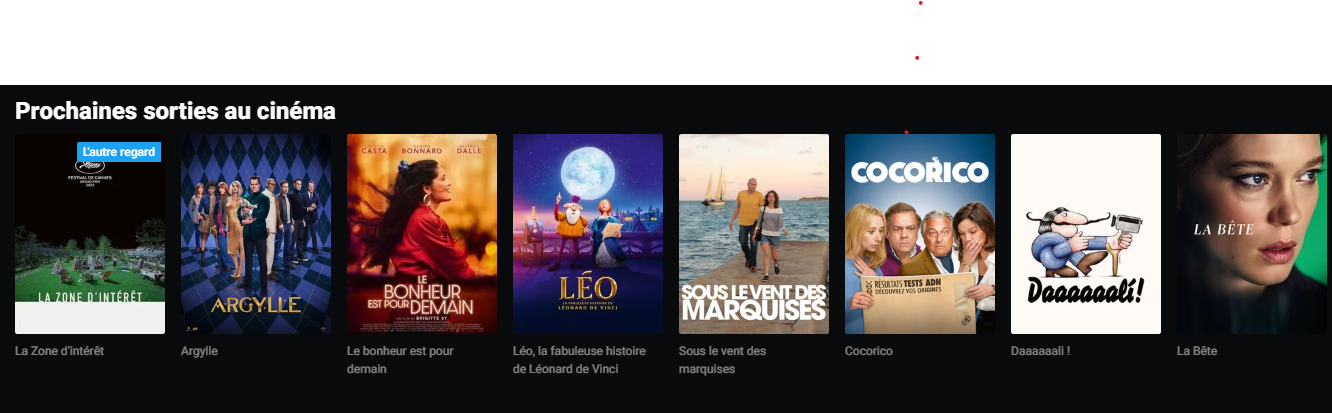 Prochaines sorties au cinéma
L'autre regard
FESTIVAL DE CANNES
LA ZONE D'INTÉRÊT
ARGYLLE
CASTA BONNARD DALLE
LE
BONHEUR
EST POUR DEMAIN
BRIGITTE SY
LÉO
LA FABULEUSE HISTOIRE
DE LÉONARD DE VINCI
SOUS LE VENT DES
MARQUISES
COCORICO
RÉSULTATS TESTS ADN
DÉCOUVREZ VOS ORIGINES
Daaaaaalí!
LA BÊTE
La Zone d'intérêt
Argylle
Le bonheur est pour
demain
Léo, la fabuleuse histoire
de Léonard de Vinci
Sous le vent des
marquises
Cocorico
Daaaaaali !
La Bête